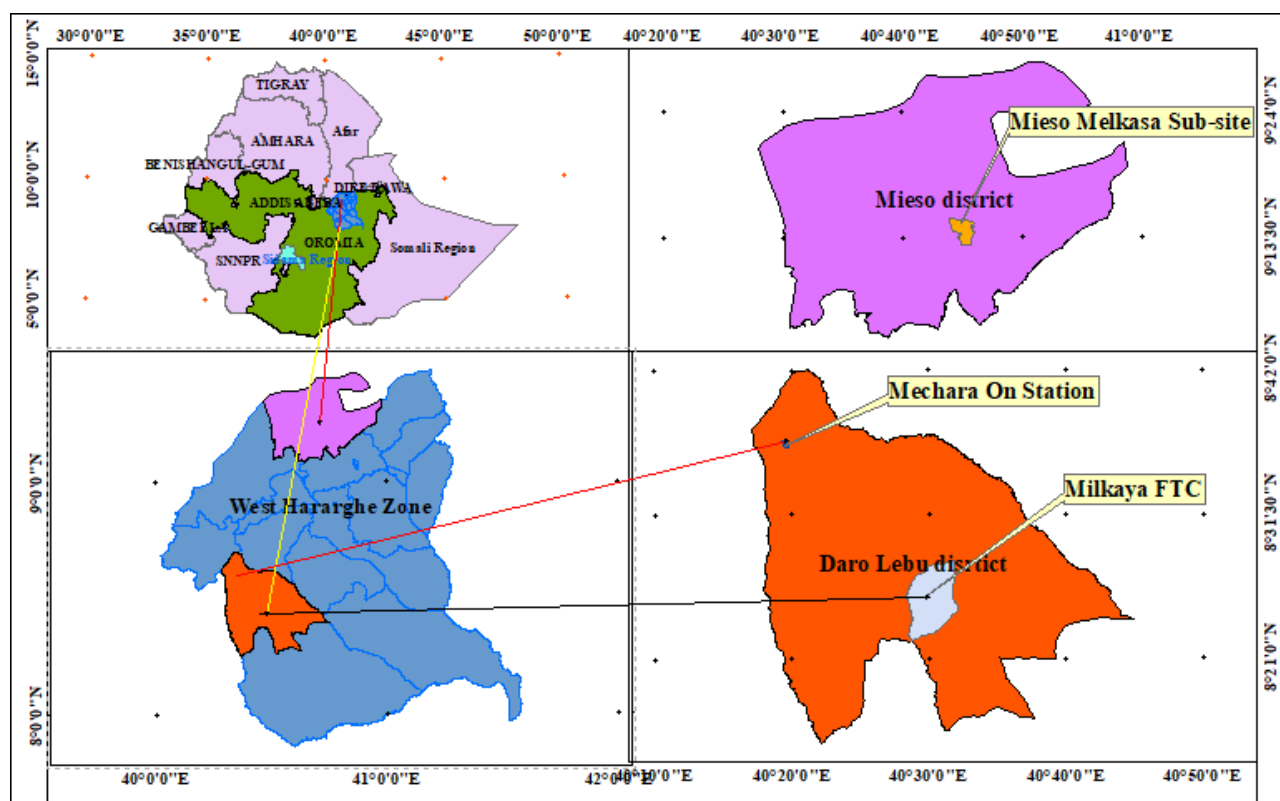 30°0'0"E 35°0'0"E 40°0'0"E 45°0'0"E 50°0'0"E 40°20'0"E 40°30'0"E 40°40'0"E 40°50'0"E 41°0'0"E
15°0'0"N
10°0'0"N
5°0'0"N
TIGRAY
Afar
AMHARA
BENISHANGUL-GUM
DIRE DAWA
ADDIS ABEBA
GAMBELLA
OROMIA
SNNPR
Sidama Region
Somali Region
Mieso Melkasa Sub-site
Mieso district
9°24'0"N
9°13'30"N
West Hararghe Zone
9°0'0"N
8°0'0"N
Mechara On Station
Milkaya FTC
Daro Lebu disrtict
8°24'0"N
8°13'30"N
8°21'0"N
40°0'0"E 41°0'0"E 42°0'0"E
40°10'0"E 40°20'0"E 40°30'0"E 40°40'0"E 40°50'0"E